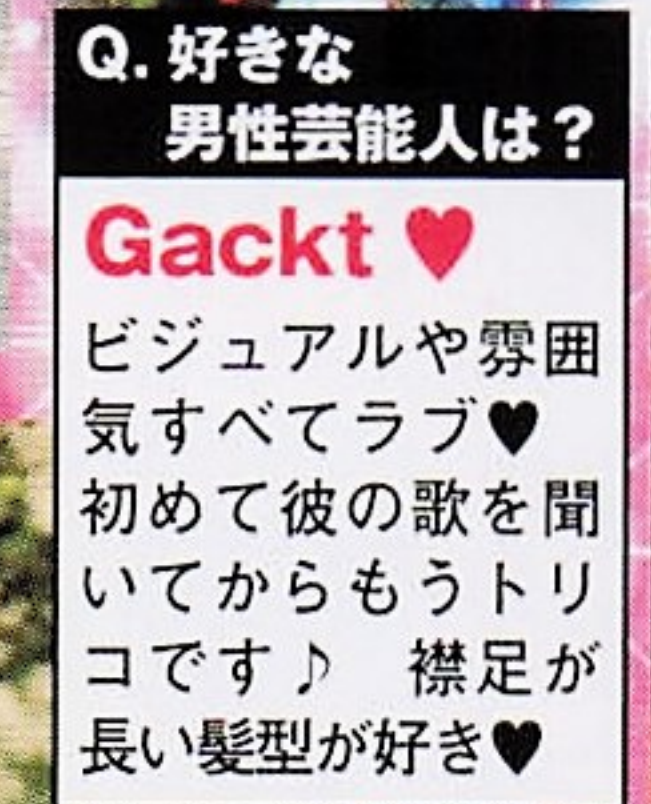 Q. 好きな
男性芸能人は？
Gackt ♥
ビジュアルや雰囲
気すべてラブ♥
初めて彼の歌を聞
いてからもうトリ
コです♪　襟足が
長い髪型が好き♥